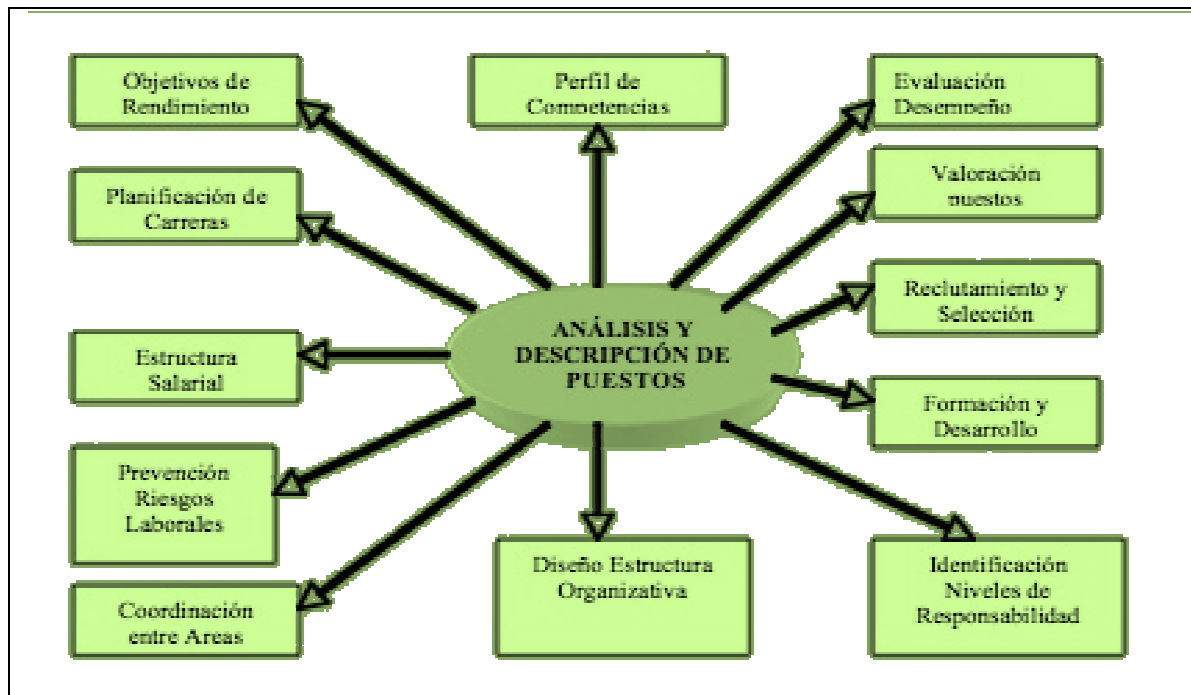 Objetivos de
Rendimiento
Perfil de
Competencias
Evaluación
Desempeño
Planificación de
Carreras
Valoración
puestos
Reclutamiento y
Selección
ANÁLISIS Y
DESCRIPCIÓN DE
PUESTOS
Estructura
Salarial
Formación y
Desarrollo
Prevención
Riesgos
Laborales
Diseño Estructura
Organizativa
Identificación
Niveles de
Responsabilidad
Coordinación
entre Areas